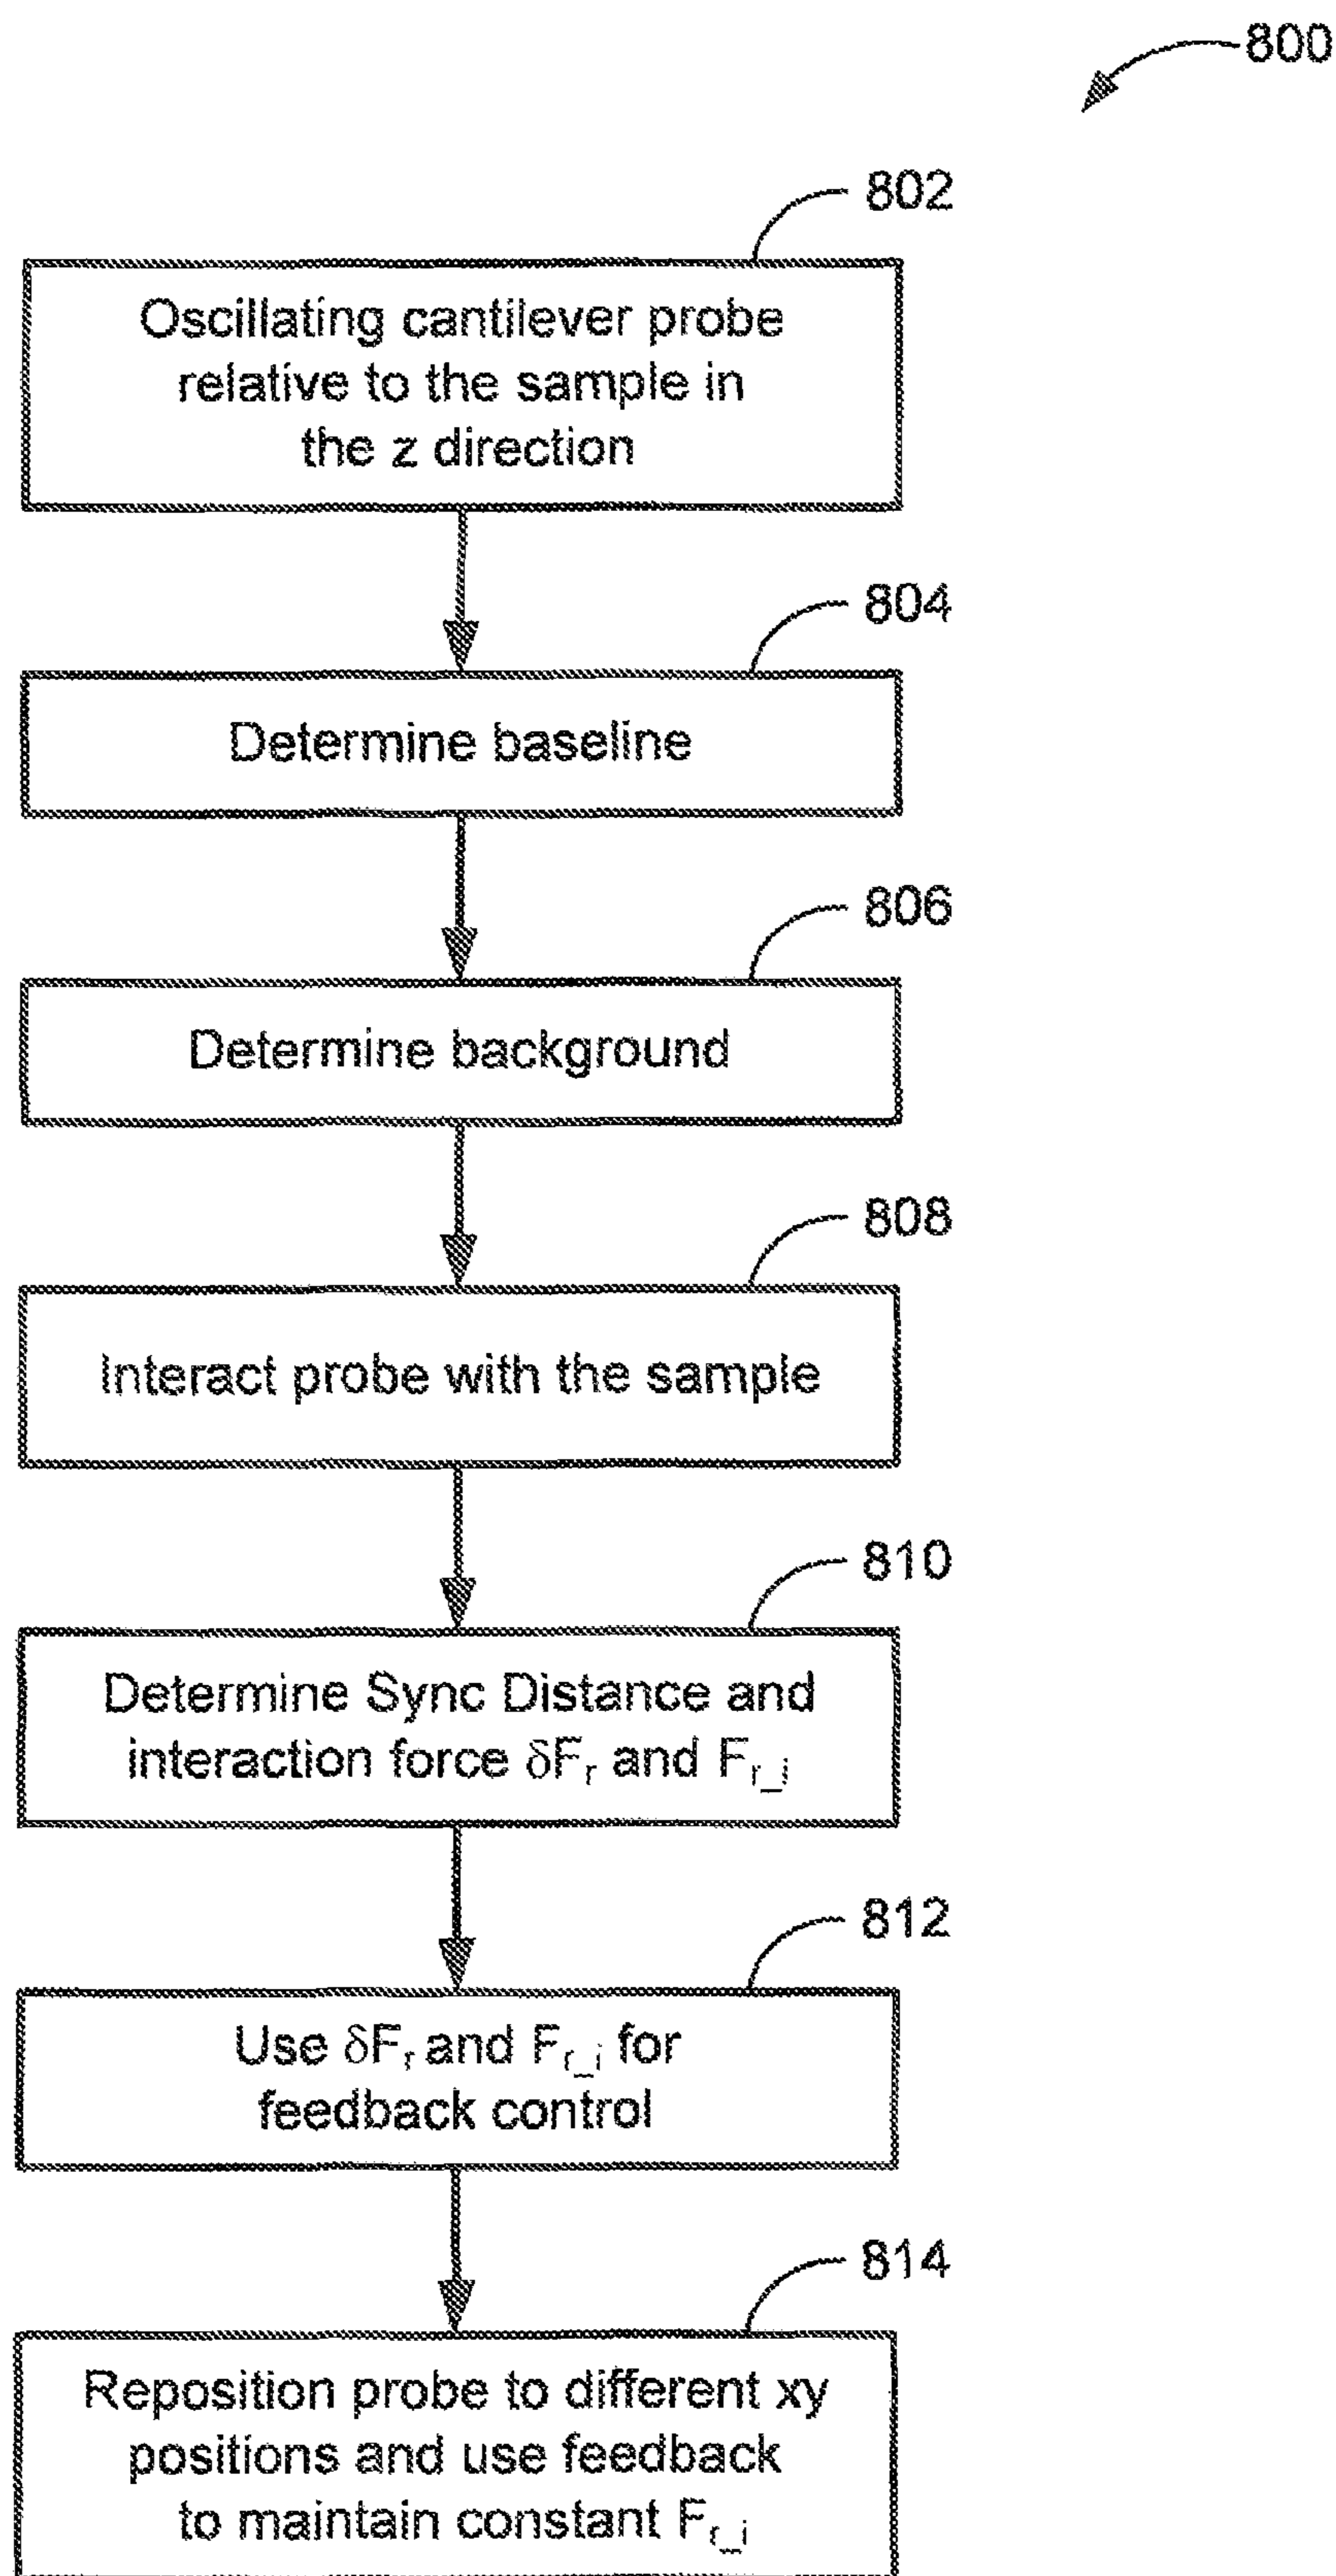 800
802
Oscillating cantilever probe
relative to the sample in
the z direction
804
Determine baseline
806
Determine background
808
Interact probe with the sample
810
Determine Sync Distance and
interaction force δFr and Fr_i
812
Use δFr and Fr_i for
feedback control
814
Reposition probe to different xy
positions and use feedback
to maintain constant Fr_i